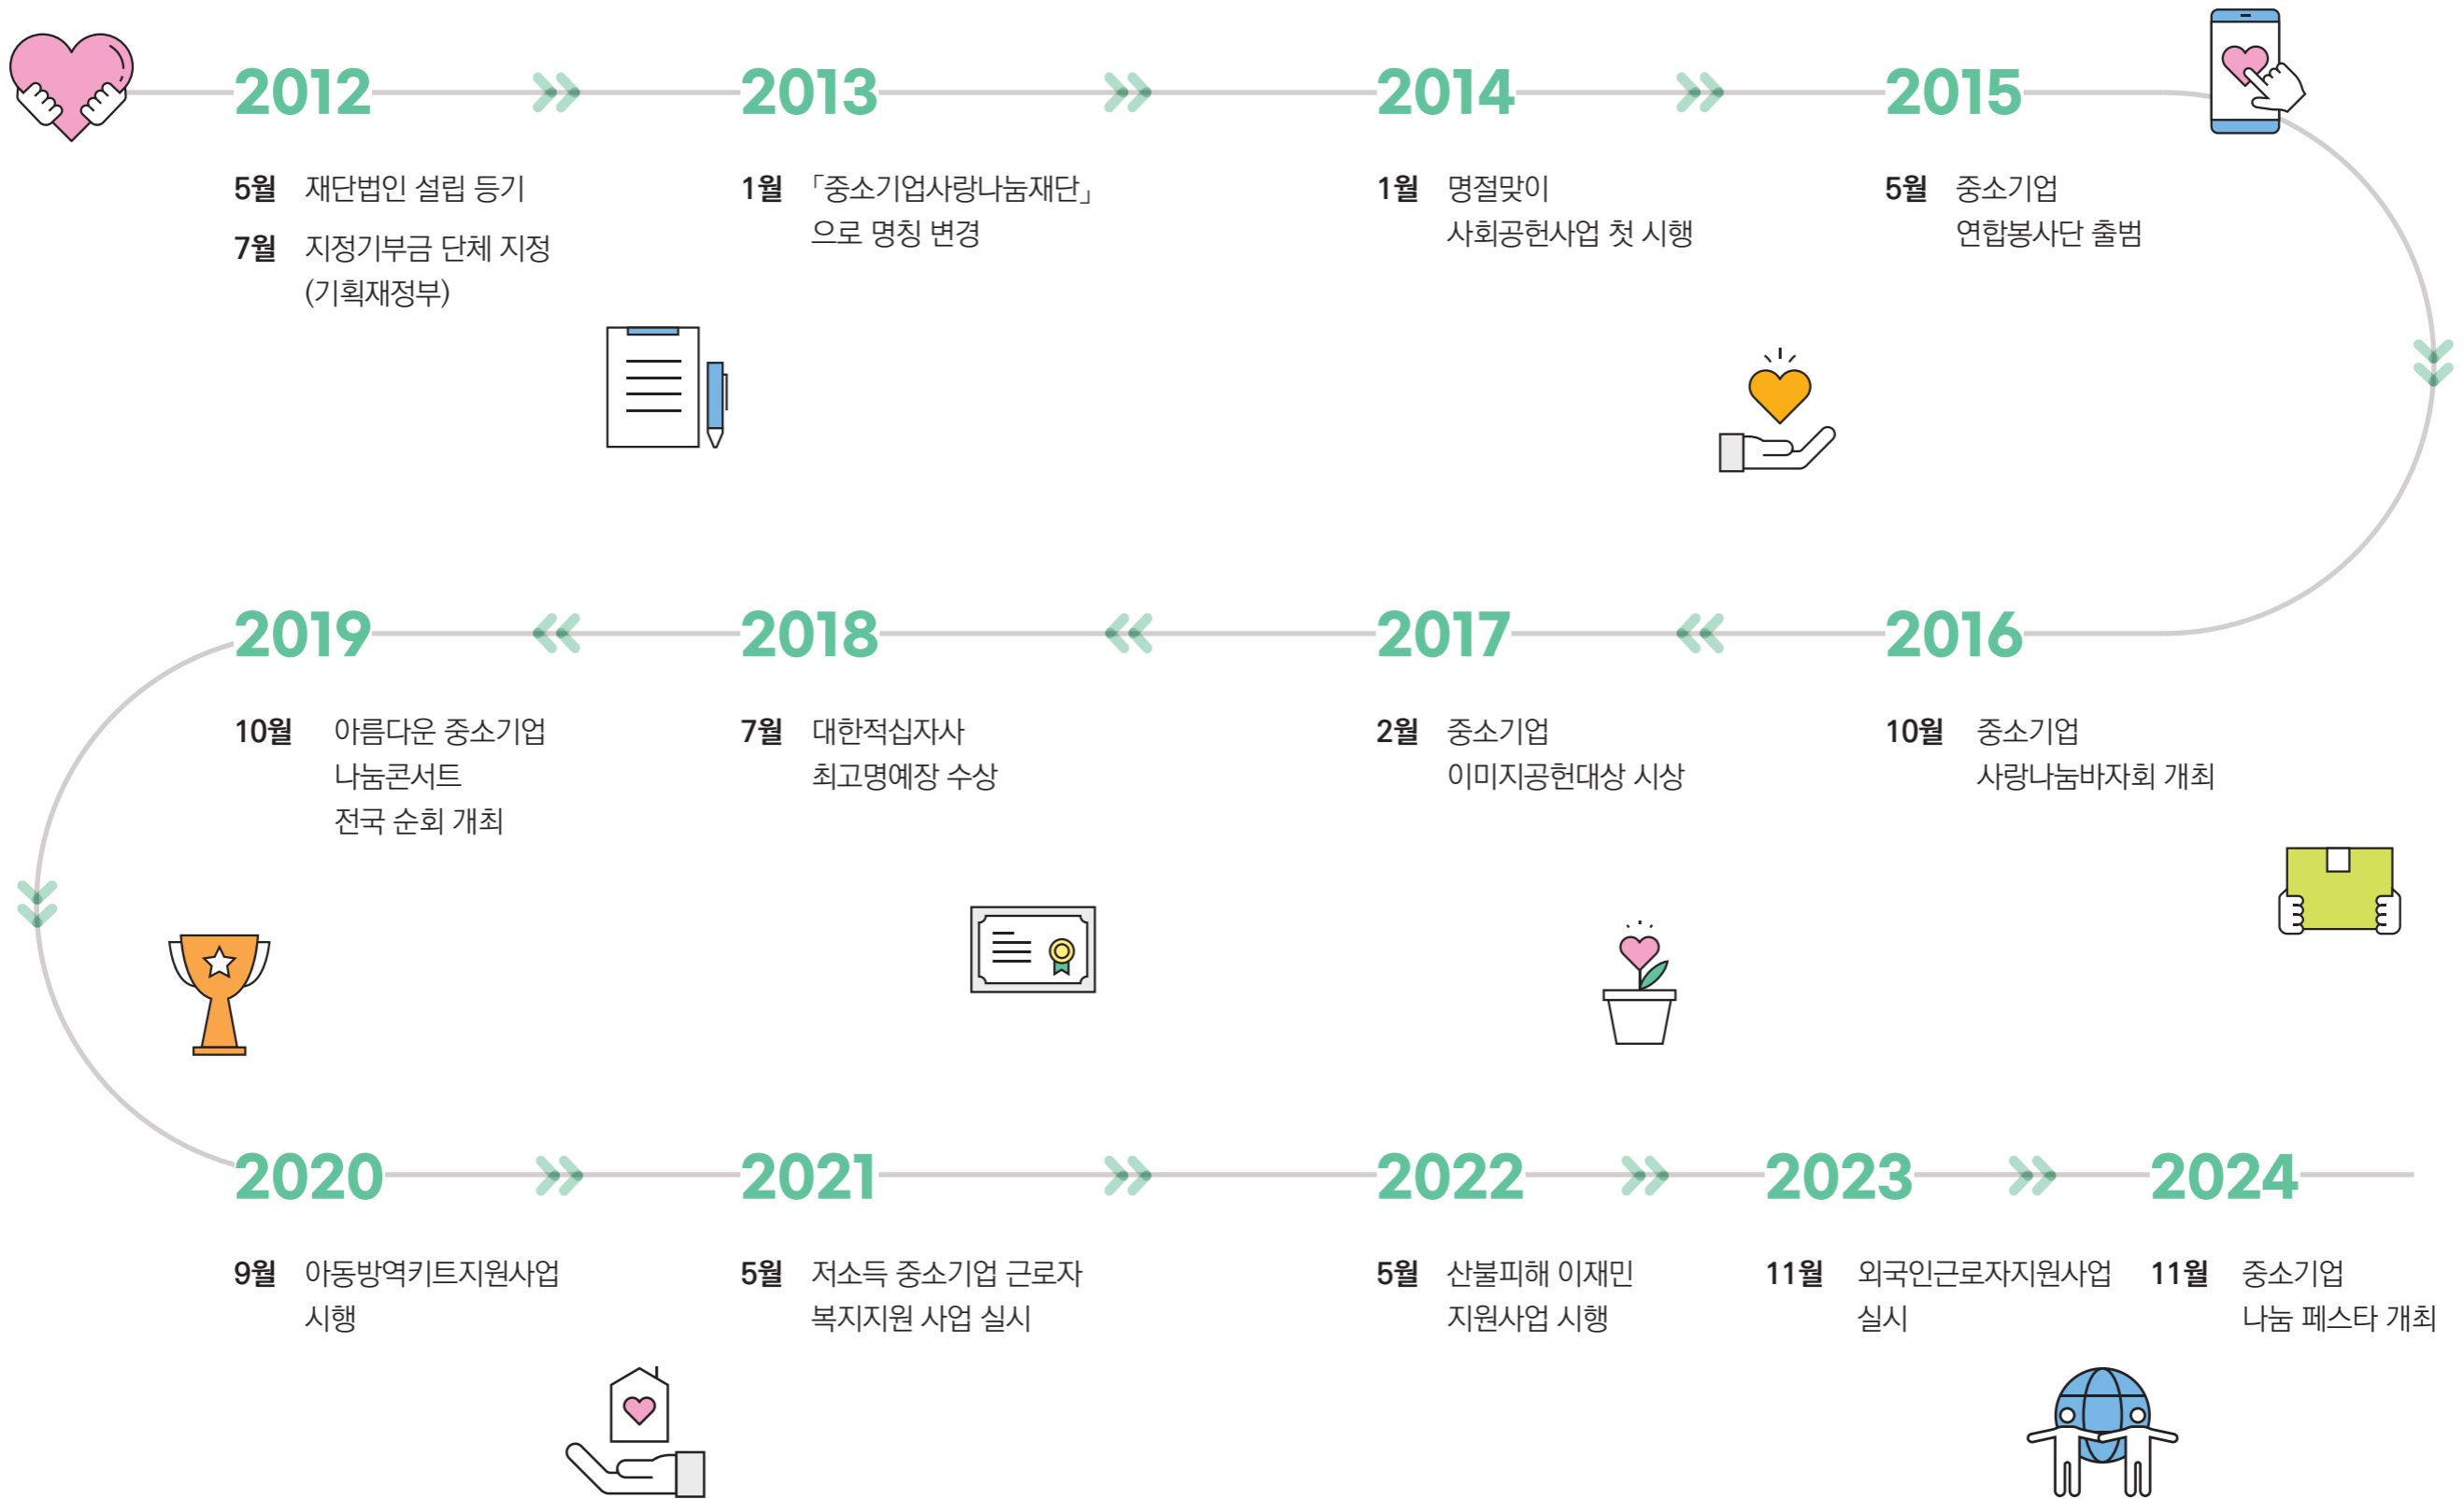 2012
5월 재단법인 설립 등기
7월 지정기부금 단체 지정
(기획재정부)
2013
1월 「중소기업사랑나눔재단」
으로 명칭 변경
2014
1월 명절맞이
사회공헌사업 첫 시행
2015
5월 중소기업
연합봉사단 출범
2016
10월 중소기업
사랑나눔바자회 개최
2017
2월 중소기업
이미지공헌대상 시상
2018
7월 대한적십자사
최고명예장 수상
2019
10월 아름다운 중소기업
나눔콘서트
전국 순회 개최
2020
9월 아동방역키트지원사업
시행
2021
5월 저소득 중소기업 근로자
복지지원 사업 실시
2022
5월 산불피해 이재민
지원사업 시행
2023
11월 외국인근로자지원사업
실시
2024
11월 중소기업
나눔 페스타 개최